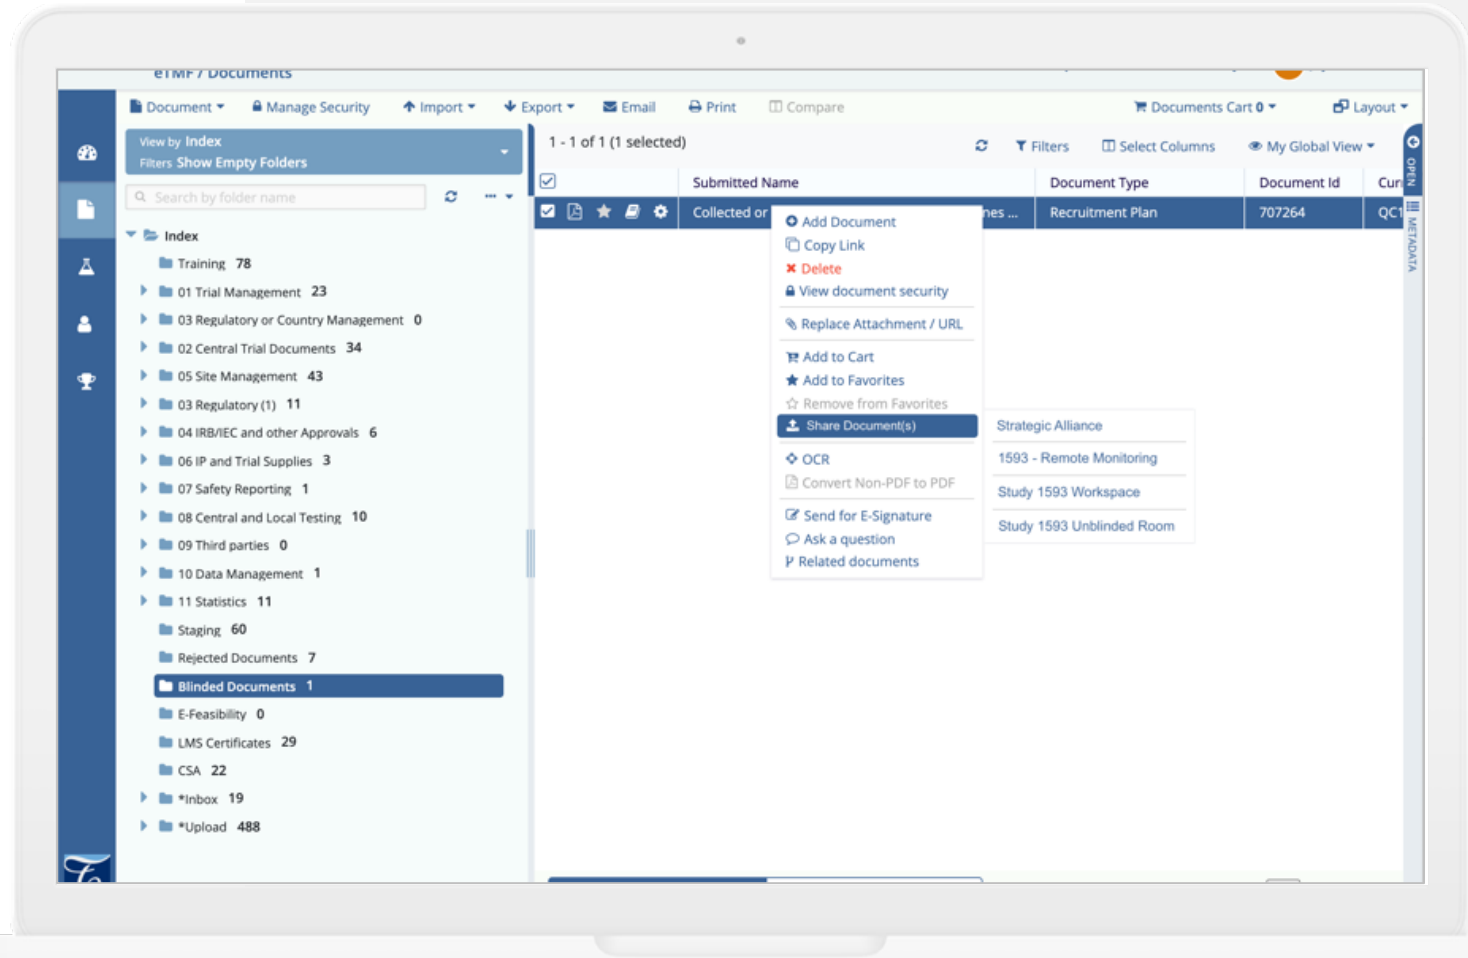 eTMF / Documents
Document Manage Security Import Export Email Print Compare Documents Cart 0 Layout
View by Index
Filters Show Empty Folders
1 - 1 of 1 (1 selected)
Filters Select Columns My Global View
OPEN
METADATA
Search by folder name
Submitted Name Document Type Document Id
Collected or nes ... Recruitment Plan 707264 QC1
Index
Training 78
01 Trial Management 23
03 Regulatory or Country Management 0
02 Central Trial Documents 34
05 Site Management 43
03 Regulatory (1) 11
04 IRB/IEC and other Approvals 6
06 IP and Trial Supplies 3
07 Safety Reporting 1
08 Central and Local Testing 10
09 Third parties 0
10 Data Management 1
11 Statistics 11
Staging 60
Rejected Documents 7
Blinded Documents 1
E-Feasibility 0
LMS Certificates 29
CSA 22
*Inbox 19
*Upload 488
Add Document
Copy Link
Delete
View document security
Replace Attachment / URL
Add to Cart
Add to Favorites
Remove from Favorites
Share Document(s)
OCR
Convert Non-PDF to PDF
Send for E-Signature
Ask a question
Related documents
Strategic Alliance
1593 - Remote Monitoring
Study 1593 Workspace
Study 1593 Unblinded Room